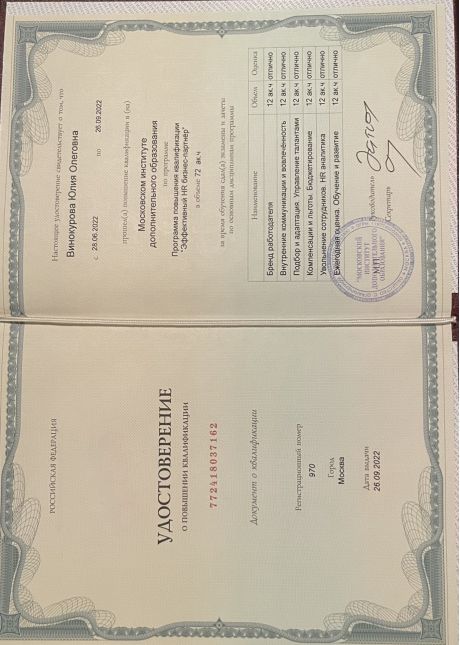 РОССИЙСКАЯ ФЕДЕРАЦИЯ
УДОСТОВЕРЕНИЕ
О ПОВЫШЕНИИ КВАЛИФИКАЦИИ
772418037162
Документ о квалификации
Регистрационный номер
970
Город
Москва
Дата выдачи
26.09.2022
Настоящее удостоверение свидетельствует о том, что
Винокурова Юлия Олеговна
с 28.06.2022 по 26.09.2022
прошёл(а) повышение квалификации в (на)
Московском институте
дополнительного образования
по программе
Программа повышения квалификации
"Эффективный HR бизнес-партнёр"
в объёме 72 ак.ч
за время обучения сдал(а) экзамены и зачеты
по основным дисциплинам программы
Наименование Объем Оценка
Бренд работодателя 12 ак.ч отлично
Внутренние коммуникации и вовлечённость 12 ак.ч отлично
Подбор и адаптация. Управление талантами 12 ак.ч отлично
Компенсации и льготы. Бюджетирование 12 ак.ч отлично
Увольнение сотрудников. HR аналитика 12 ак.ч отлично
Ежегодная оценка. Обучение и развитие 12 ак.ч отлично
Руководитель
Секретарь
"МОСКОВСКИЙ
ИНСТИТУТ
ДОПОЛНИТЕЛЬНОГО
ОБРАЗОВАНИЯ"